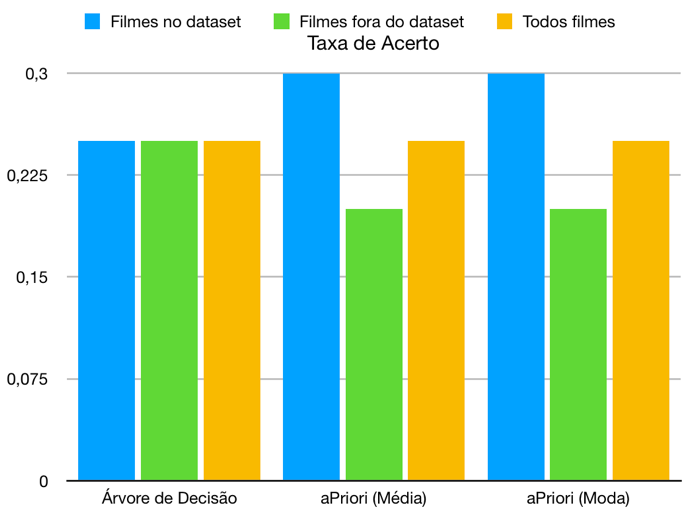 Filmes no dataset Filmes fora do dataset Todos filmes
Taxa de Acerto
0,3
0,225
0,15
0,075
0
Árvore de Decisão aPriori (Média) aPriori (Moda)